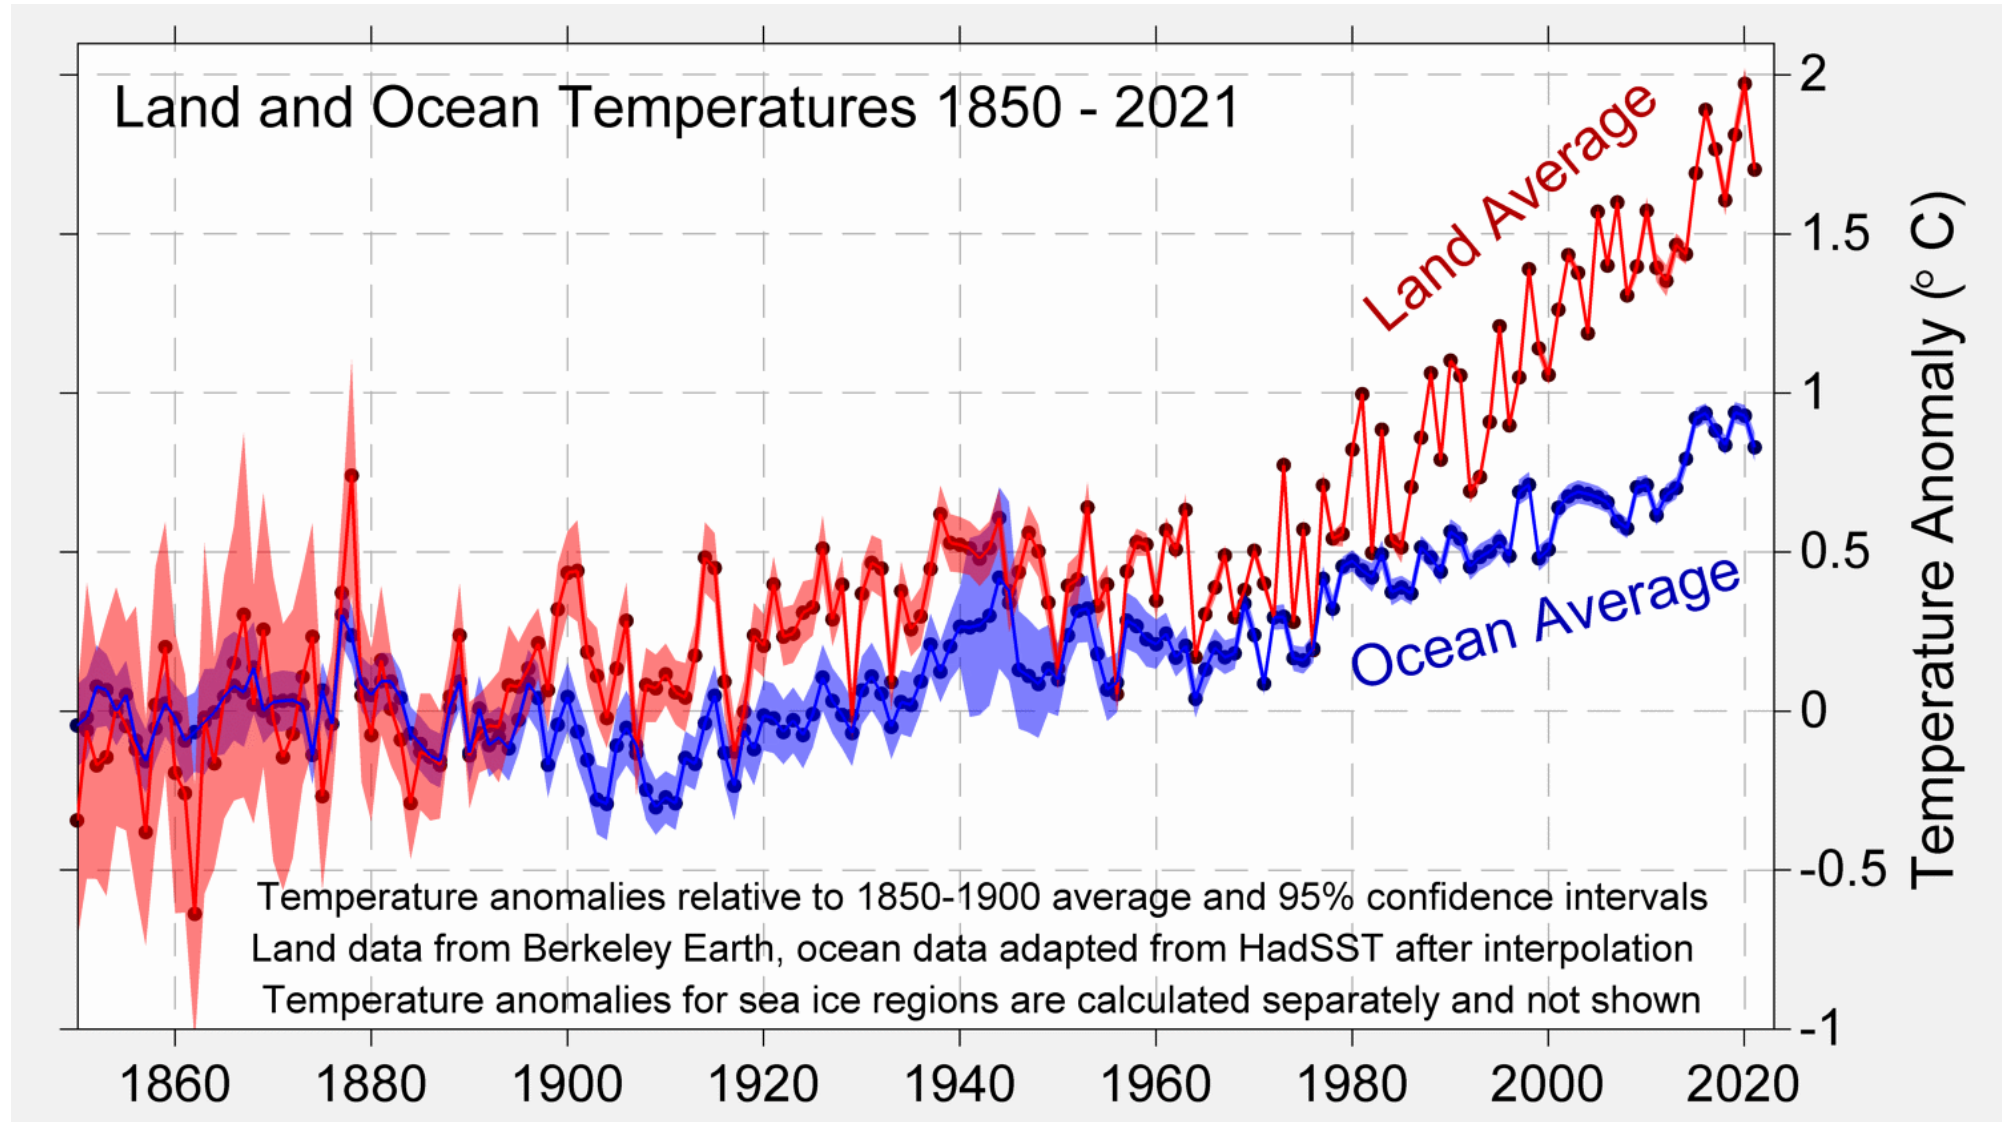 Land and Ocean Temperatures 1850 - 2021
Land Average
Ocean Average
Temperature anomalies relative to 1850-1900 average and 95% confidence intervals
Land data from Berkeley Earth, ocean data adapted from HadSST after interpolation
Temperature anomalies for sea ice regions are calculated separately and not shown
2
1.5
1
0.5
0
-0.5
-1
Temperature Anomaly (° C)
1860 1880 1900 1920 1940 1960 1980 2000 2020